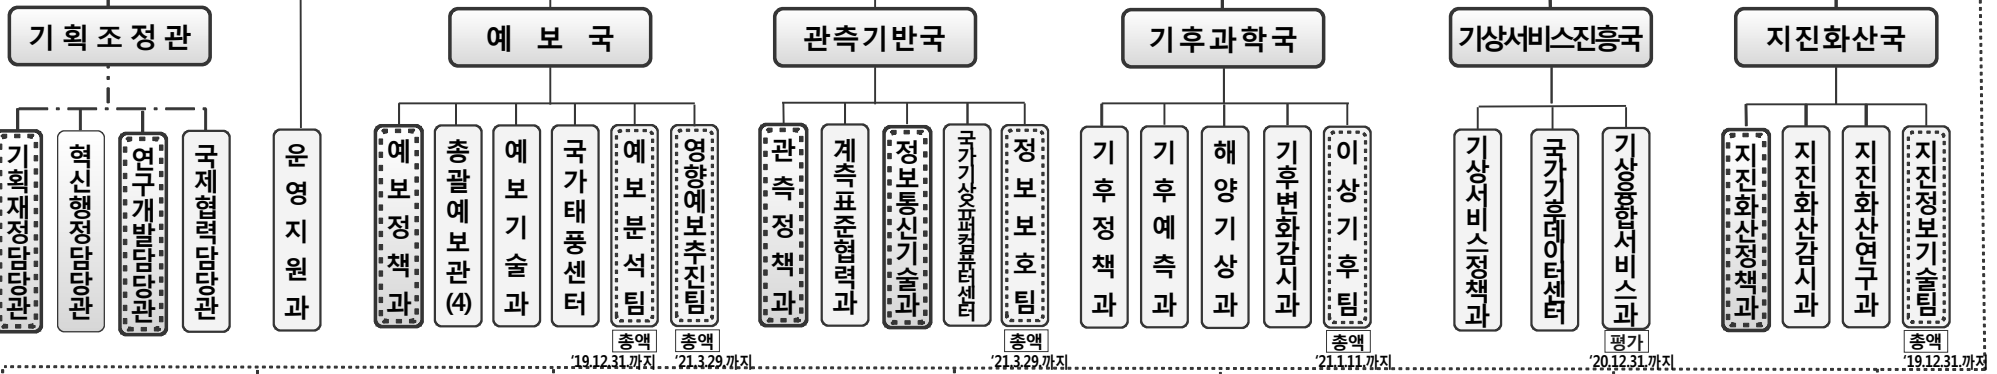 기획조정관
예 보 국
관측기반국
기후과학국
기상서비스진흥국
지진화산국
기획재정담당관
혁신행정담당관
연구개발담당관
국제협력담당관
운영지원과
예보정책과
총괄예보관(4)
예보기술과
국가태풍센터
예보분석팀
영향예보추진팀
관측정책과
계측표준협력과
정보통신기술과
국가기상슈퍼컴퓨터센터
정보보호팀
기후정책과
기후예측과
해양기상과
기후변화감시과
이상기후팀
기상서비스정책과
국가기후데이터센터
기상융합서비스과
지진화산정책과
지진화산감시과
지진화산연구과
지진정보기술팀
총액
총액
총액
평가
총액
'19.12.31.까지
'21.3.29.까지
'21.3.29.까지
'21.1.11.까지
'20.12.31.까지
'19.12.31.까지